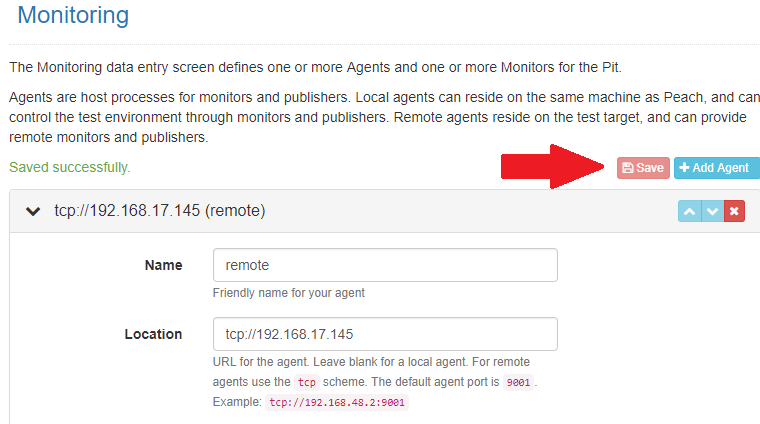 Monitoring
The Monitoring data entry screen defines one or more Agents and one or more Monitors for the Pit.
Agents are host processes for monitors and publishers. Local agents can reside on the same machine as Peach, and can
control the test environment through monitors and publishers. Remote agents reside on the test target, and can provide
remote monitors and publishers.
Saved successfully.
Save
Add Agent
tcp://192.168.17.145 (remote)
Name
remote
Friendly name for your agent
Location
tcp://192.168.17.145
URL for the agent. Leave blank for a local agent. For remote
agents use the tcp scheme. The default agent port is 9001 .
Example: tcp://192.168.48.2:9001